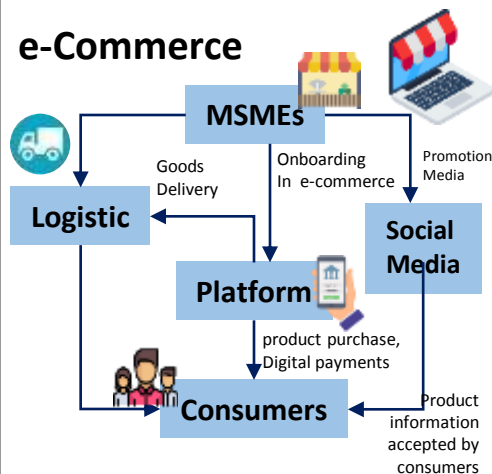 e-Commerce
MSMEs
Goods
Delivery
Onboarding
In e-commerce
Promotion
Media
Logistic
Social
Media
Platform
product purchase,
Digital payments
Consumers
Product
information
accepted by
consumers